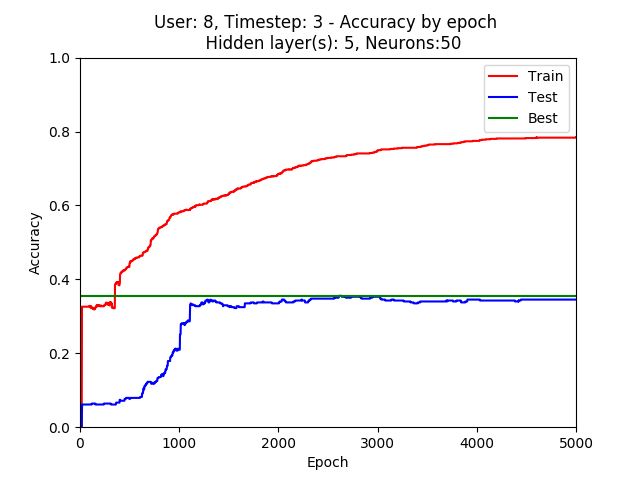 User: 8, Timestep: 3 - Accuracy by epoch
Hidden layer(s): 5, Neurons:50
Train
Test
Best
Accuracy
1.0
0.8
0.6
0.4
0.2
0.0
0 1000 2000 3000 4000 5000
Epoch